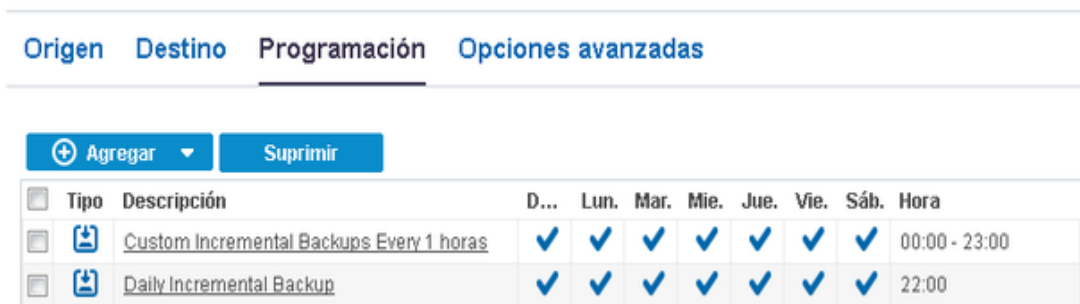 Origen Destino Programación Opciones avanzadas
Agregar Suprimir
Tipo Descripción D... Lun. Mar. Mie. Jue. Vie. Sáb. Hora
Custom Incremental Backups Every 1 horas 00:00 - 23:00
Daily Incremental Backup 22:00